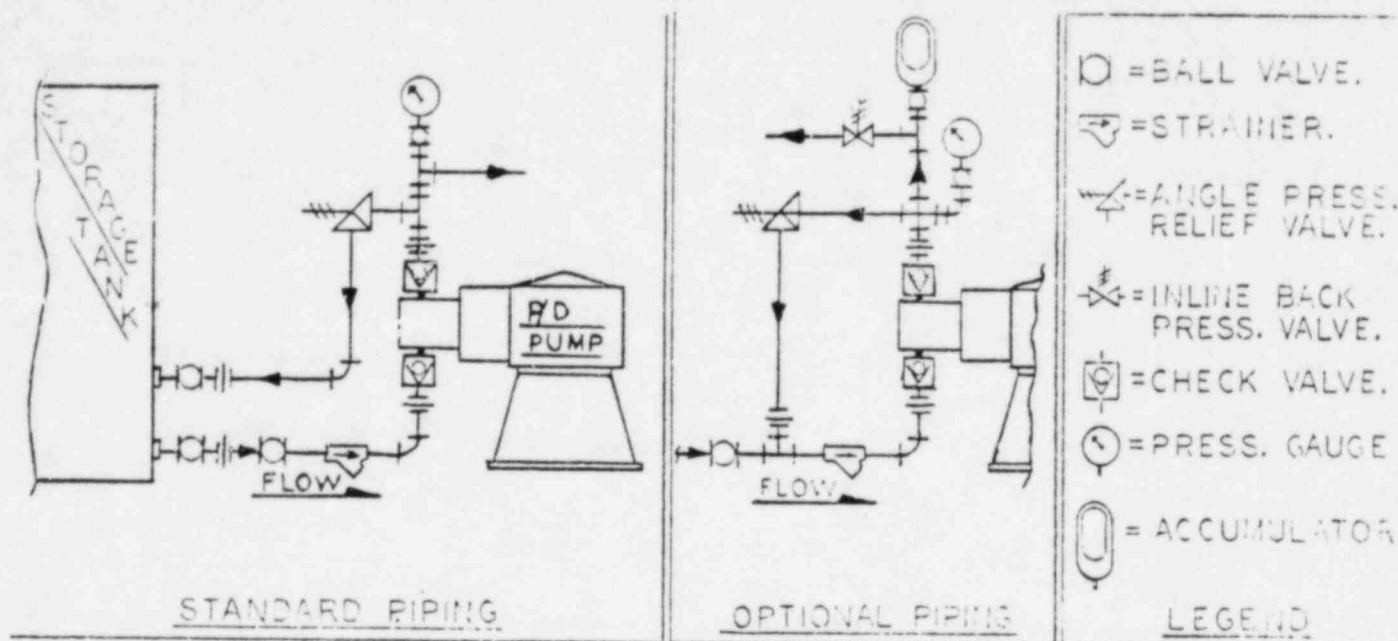 STORAGE
TANK
P/D
PUMP
FLOW
STANDARD PIPING
FLOW
OPTIONAL PIPING
= BALL VALVE.
= STRAINER.
= ANGLE PRESS.
RELIEF VALVE.
= INLINE BACK
PRESS. VALVE.
= CHECK VALVE.
= PRESS. GAUGE
= ACCUMULATOR
LEGEND